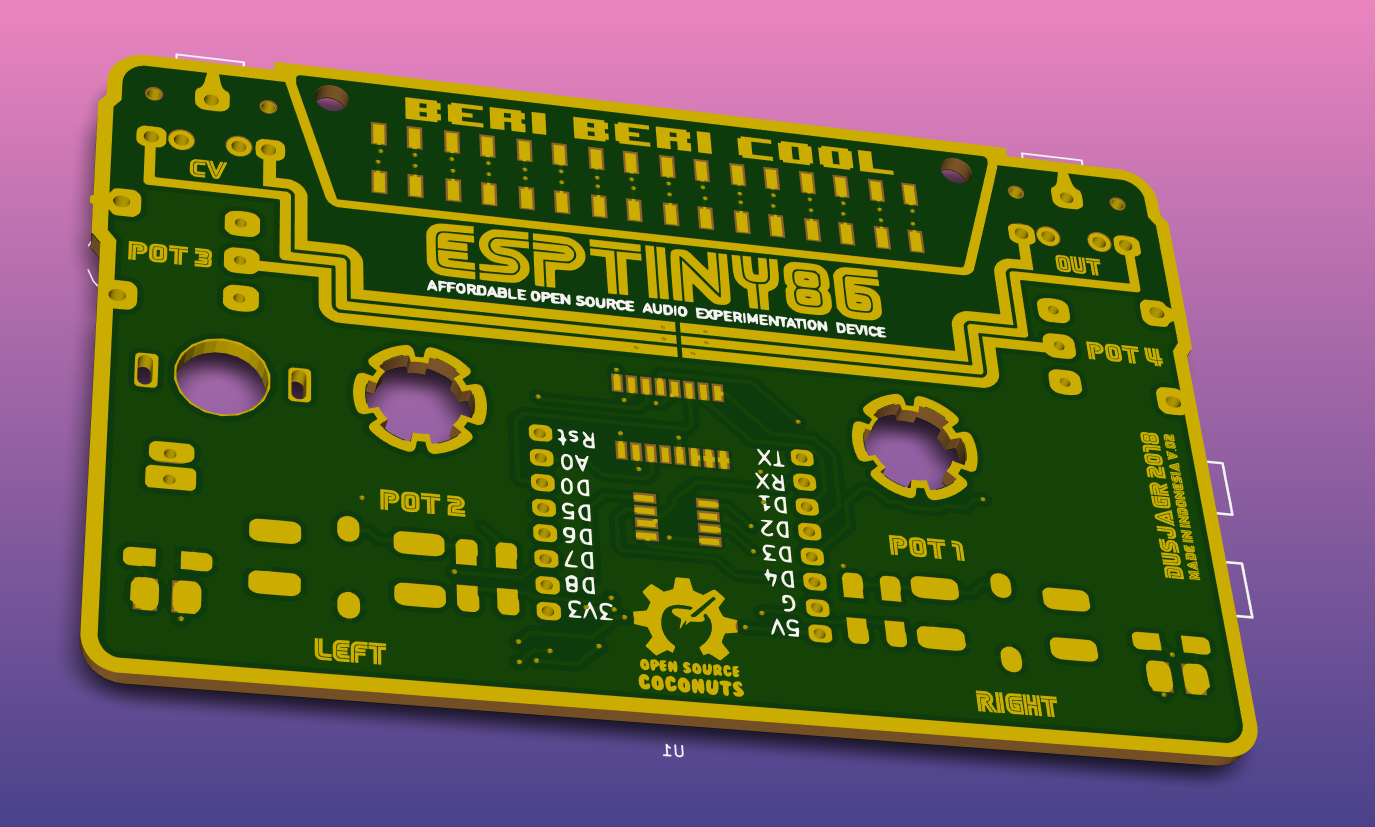 BERI BERI COOL
CV
ESPTINY86
OUT
POT 3
AFFORDABLE OPEN SOURCE AUDIO EXPERIMENTATION DEVICE
POT 4
Rst
A0
D0
D5
D6
D7
D8
3V3
TX
RX
D1
D2
D3
D4
G
5V
DUSJAGR 2018
MADE IN INDONESIA V.02
POT 2
POT 1
LEFT
OPEN SOURCE
COCONUTS
RIGHT
U1